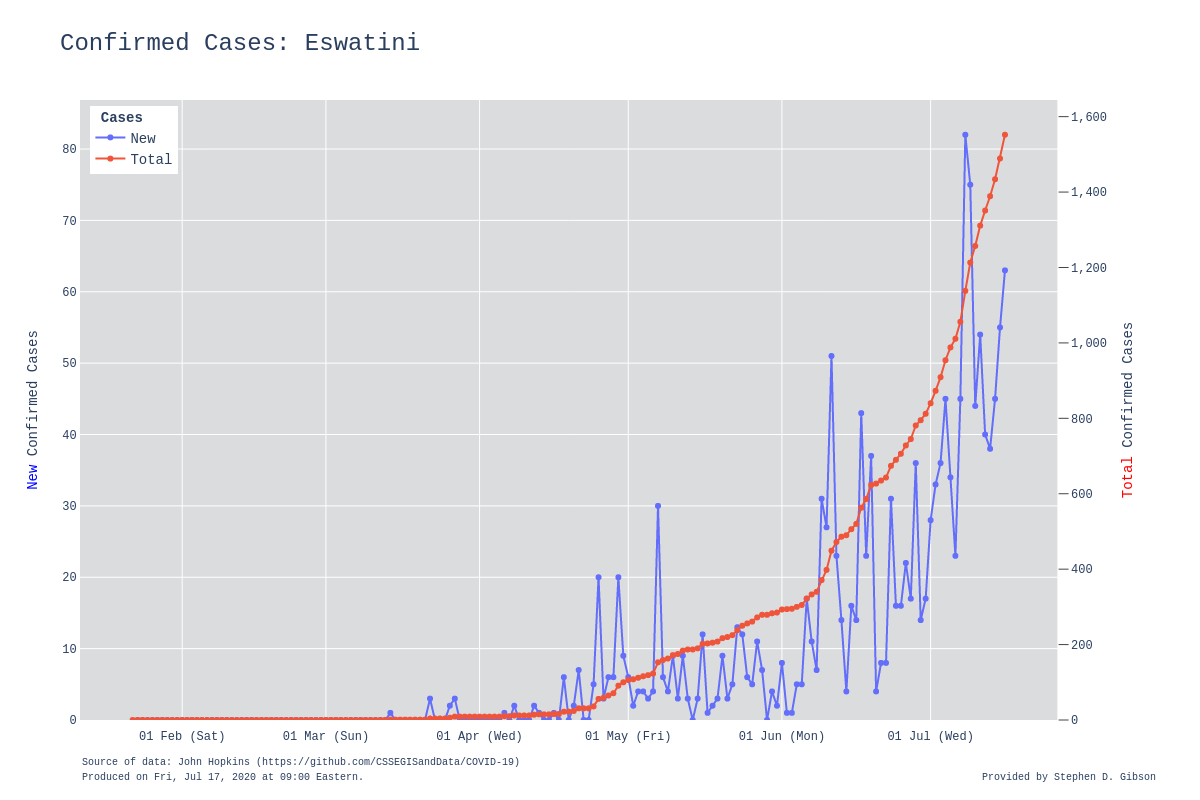 Confirmed Cases: Eswatini
Cases
New
Total
80
70
60
50
40
30
20
10
0
New Confirmed Cases
1,600
1,400
1,200
1,000
800
600
400
200
0
Total Confirmed Cases
01 Feb (Sat) 01 Mar (Sun) 01 Apr (Wed) 01 May (Fri) 01 Jun (Mon) 01 Jul (Wed)
Source of data: John Hopkins (https://github.com/CSSEGISandData/COVID-19)
Produced on Fri, Jul 17, 2020 at 09:00 Eastern.
Provided by Stephen D. Gibson